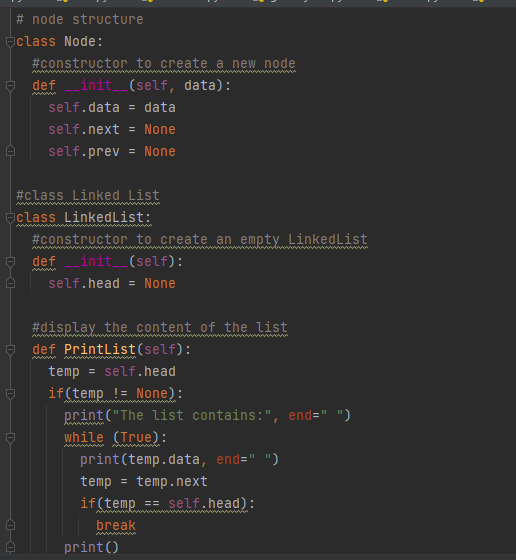 # node structure
class Node:
  #constructor to create a new node
  def __init__(self, data):
    self.data = data
    self.next = None
    self.prev = None

#class Linked List
class LinkedList:
  #constructor to create an empty LinkedList
  def __init__(self):
    self.head = None

  #display the content of the list
  def PrintList(self):
    temp = self.head
    if(temp != None):
      print("The list contains:", end=" ")
      while (True):
        print(temp.data, end=" ")
        temp = temp.next
        if(temp == self.head):
          break
      print()